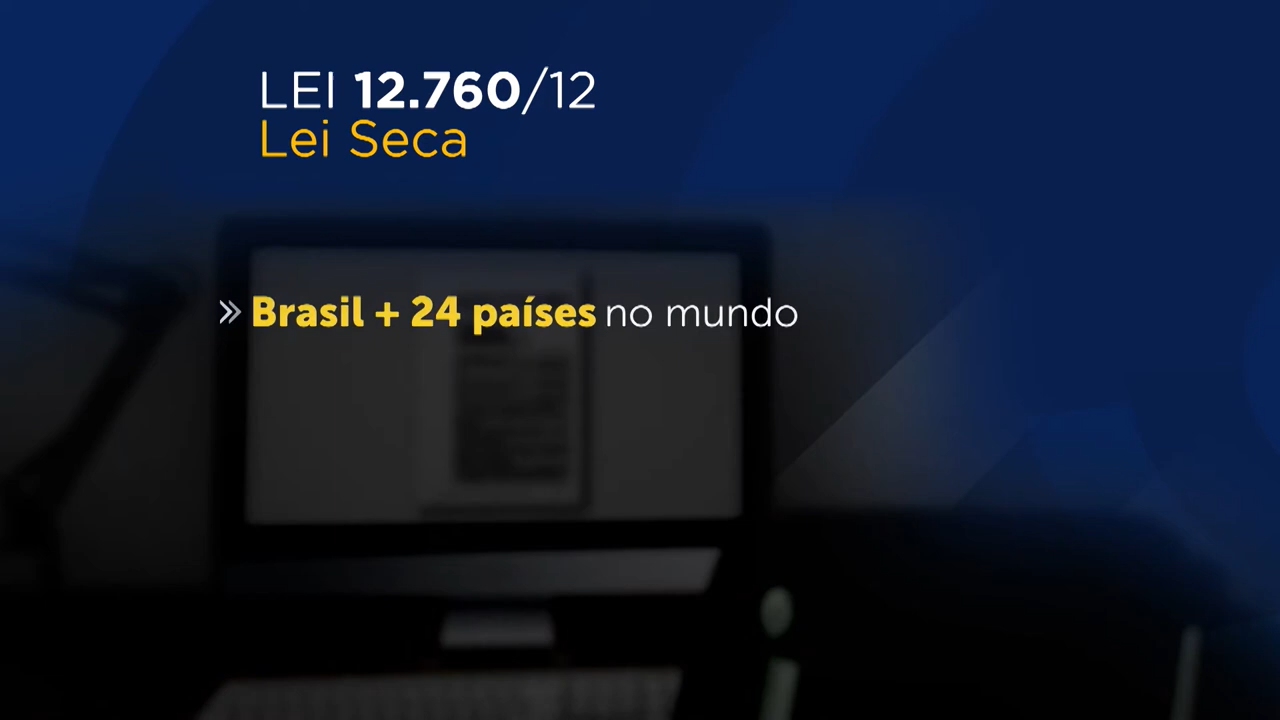 LEI 12.760/12
Lei Seca
» Brasil + 24 países no mundo